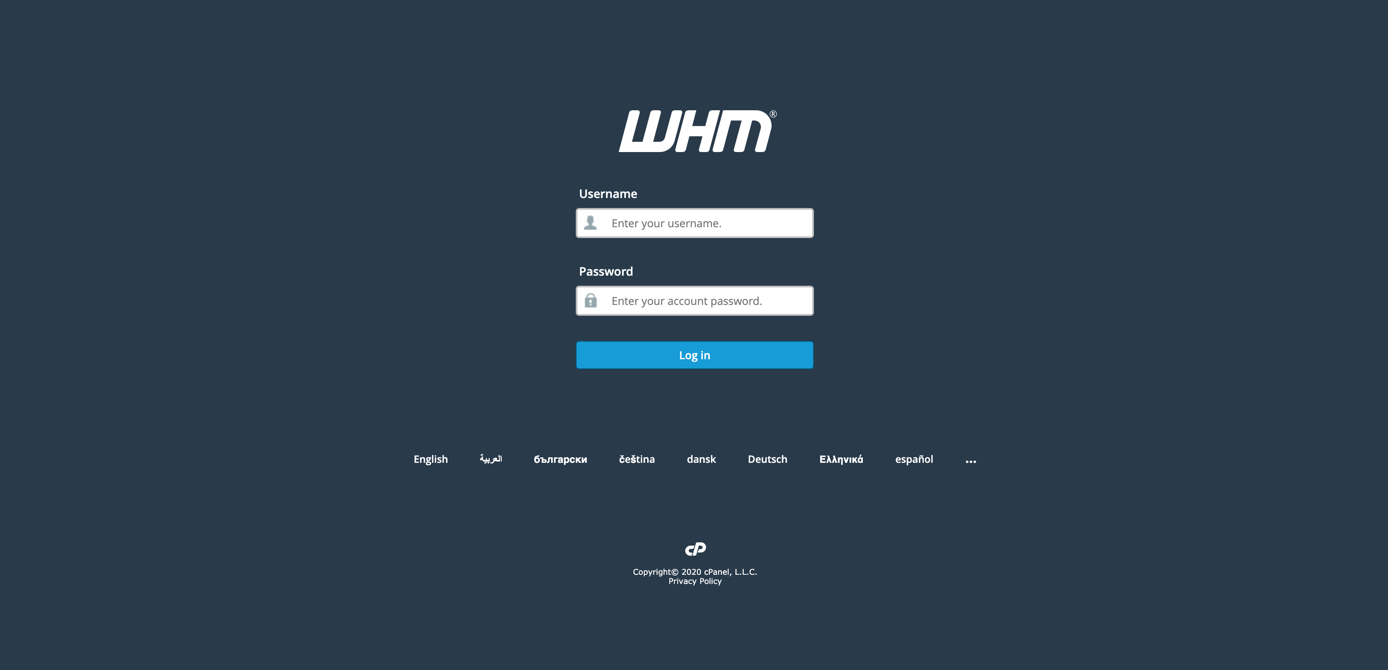 WHM®
Username
Enter your username.
Password
Enter your account password.
Log in
English العربية български čeština dansk Deutsch Ελληνικά español ...
cP
Copyright© 2020 cPanel, L.L.C.
Privacy Policy